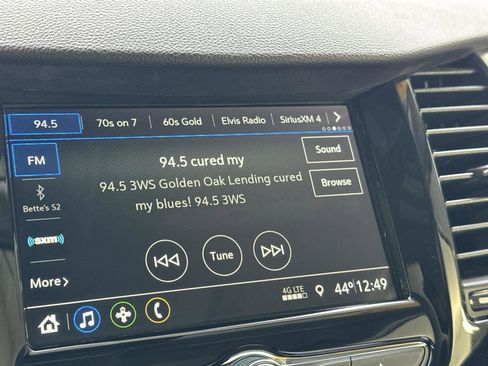 94.5 70s on 7 60s Gold Elvis Radio SiriusXM 4
FM
94.5 cured my
Sound
94.5 3WS Golden Oak Lending cured
my blues! 94.5 3WS
Browse
Bette's S2
sxm
Tune
More
4G LTE
44° 12:49